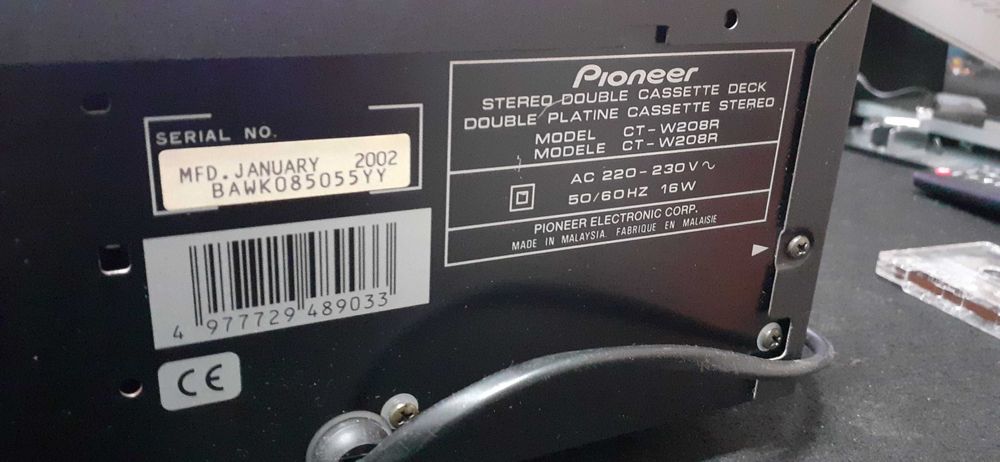 SERIAL NO.
MFD.JANUARY 2002
BAWK085055YY
4 977729 489033
CE
Pioneer
STEREO DOUBLE CASSETTE DECK
DOUBLE PLATINE CASSETTE STEREO
MODEL CT-W208R
MODELE CT-W208R
AC 220-230V~
50/60HZ 16W
PIONEER ELECTRONIC CORP.
MADE IN MALAYSIA. FABRIQUE EN MALAISIE